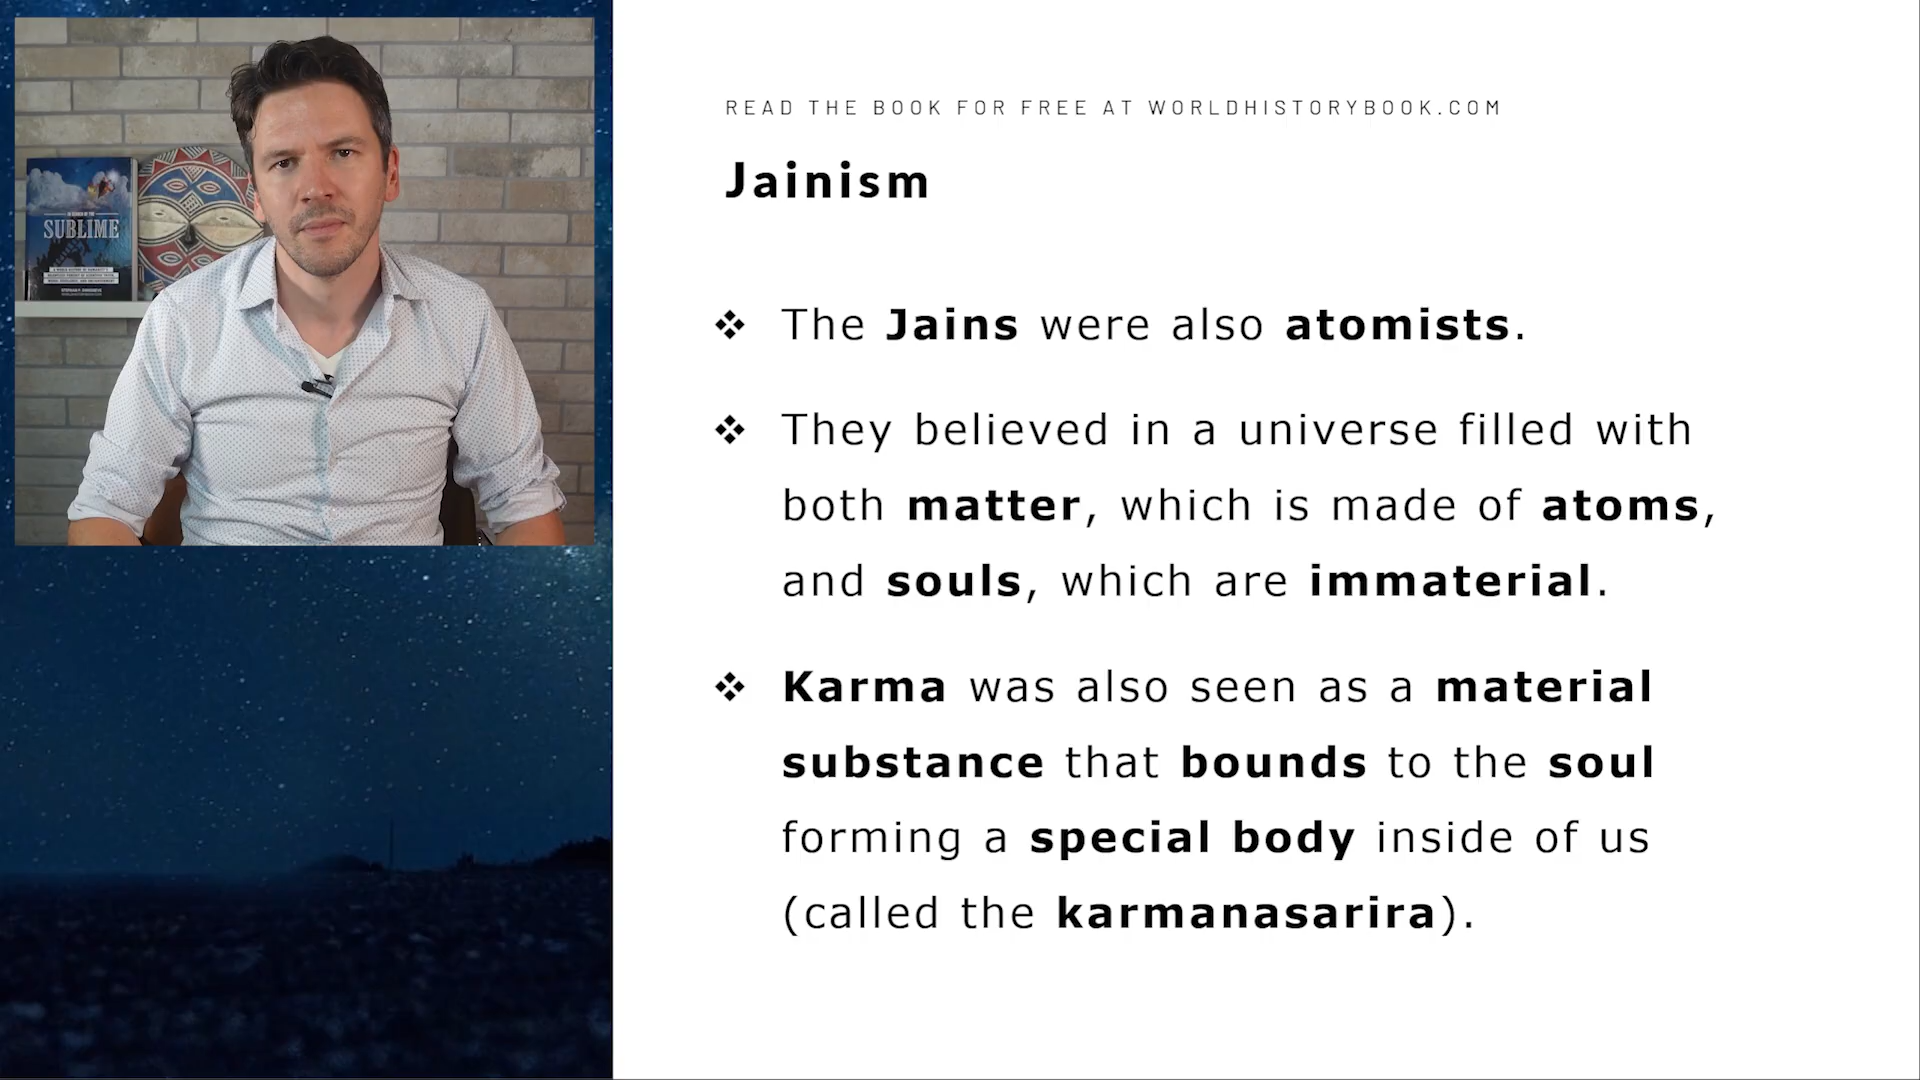 READ THE BOOK FOR FREE AT WORLDHISTORYBOOK.COM
Jainism
❖ The Jains were also atomists.
❖ They believed in a universe filled with
both matter, which is made of atoms,
and souls, which are immaterial.
❖ Karma was also seen as a material
substance that bounds to the soul
forming a special body inside of us
(called the karmanasarira).
SUBLIME